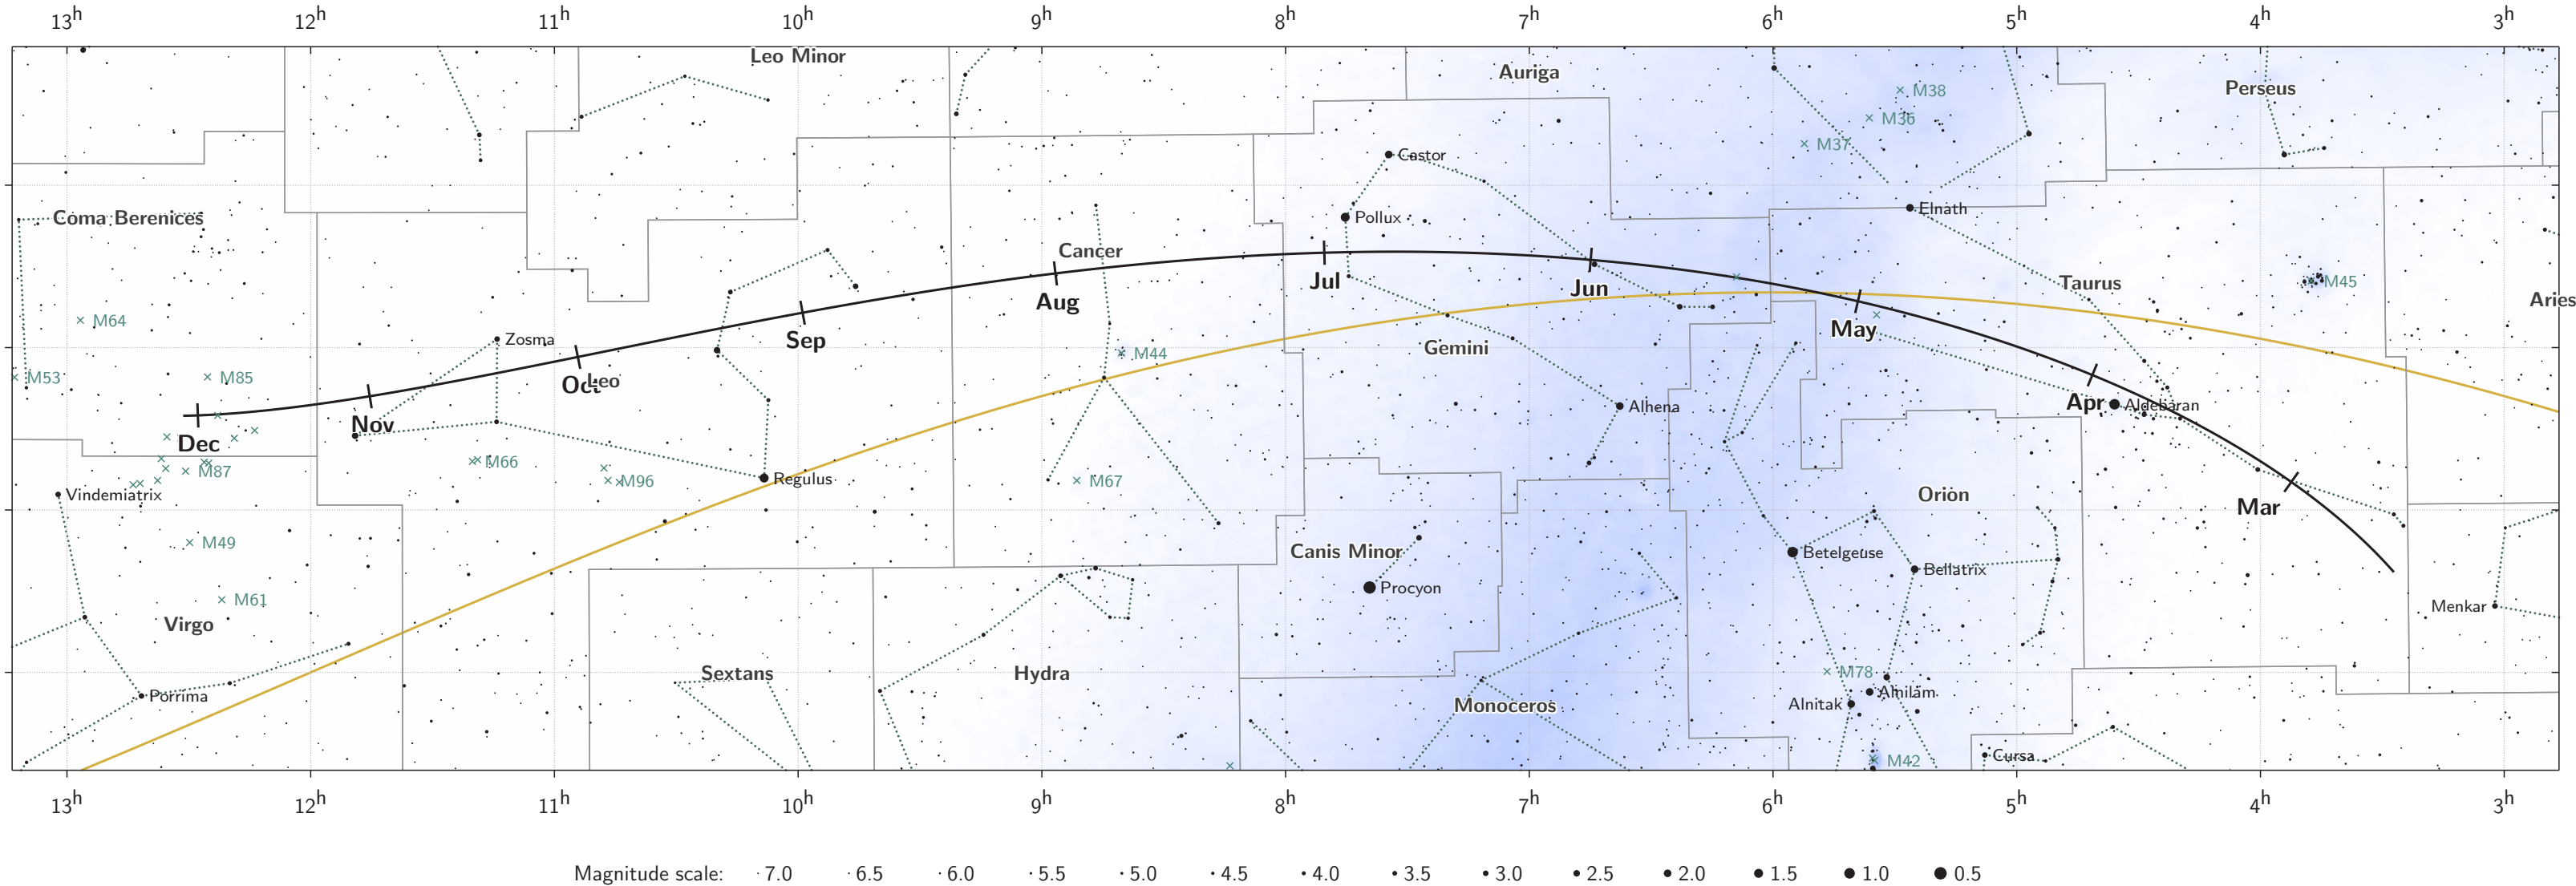 13h 12h 11h 10h 9h 8h 7h 6h 5h 4h 3h
Leo Minor
Auriga
Perseus
M38
M36
M37
Castor
Coma Berenices
Pollux
Elnath
Cancer
Taurus
M45
Jul
Jun
Aries
Aug
M64
Sep
May
Zosma
Gemini
M44
M53
M85
Oct
Leo
Apr
Aldebaran
Alhena
Nov
Dec
M87
M66
M96
Regulus
M67
Vindemiatrix
Orion
Mar
M49
Canis Minor
Betelgeuse
Bellatrix
Procyon
M61
Menkar
Virgo
Sextans
Hydra
M78
Porrima
Alnilam
Alnitak
Monoceros
Cursa
M42
13h 12h 11h 10h 9h 8h 7h 6h 5h 4h 3h
Magnitude scale: 7.0 6.5 6.0 5.5 5.0 4.5 4.0 3.5 3.0 2.5 2.0 1.5 1.0 0.5